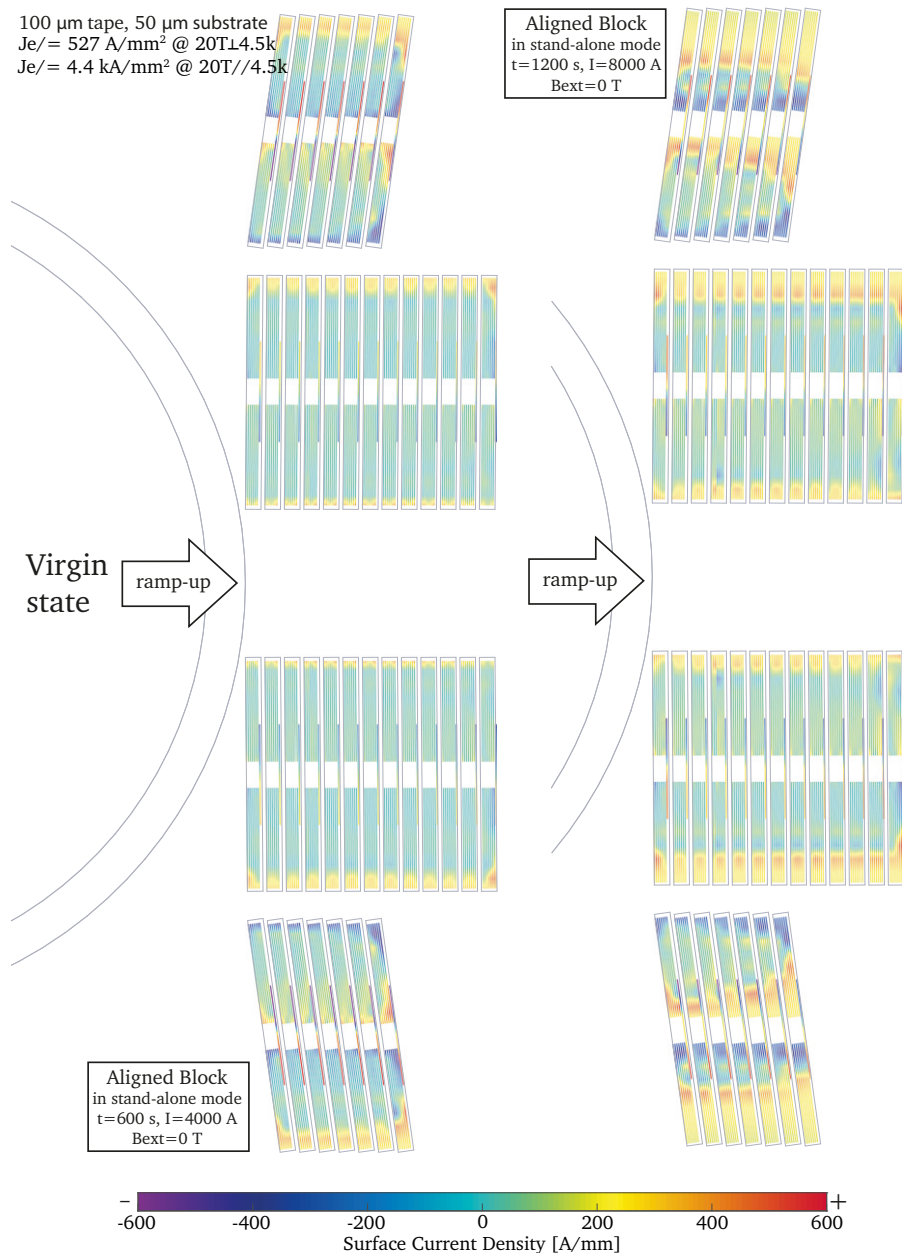 100 μm tape, 50 μm substrate
Je/= 527 A/mm² @ 20T⊥4.5k
Je/= 4.4 kA/mm² @ 20T//4.5k
Aligned Block
in stand-alone mode
t=1200 s, I=8000 A
Bext=0 T
Virgin
state
ramp-up
ramp-up
Aligned Block
in stand-alone mode
t=600 s, I=4000 A
Bext=0 T
− +
-600 -400 -200 0 200 400 600
Surface Current Density [A/mm]